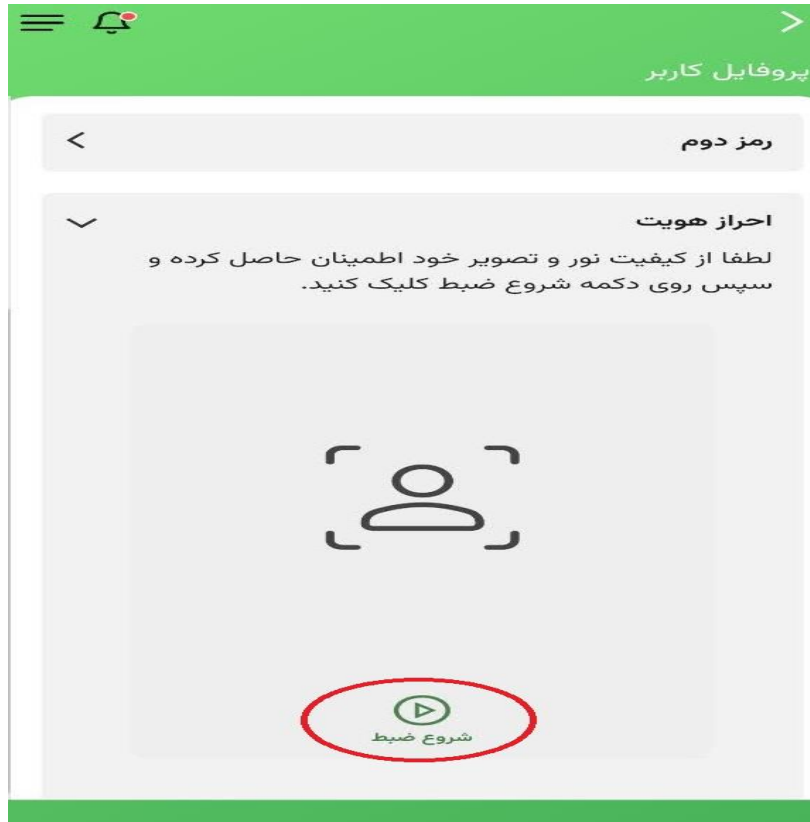 پروفایل کاربر
رمز دوم
احراز هویت
لطفا از کیفیت نور و تصویر خود اطمینان حاصل کرده و
سپس روی دکمه شروع ضبط کلیک کنید.
شروع ضبط